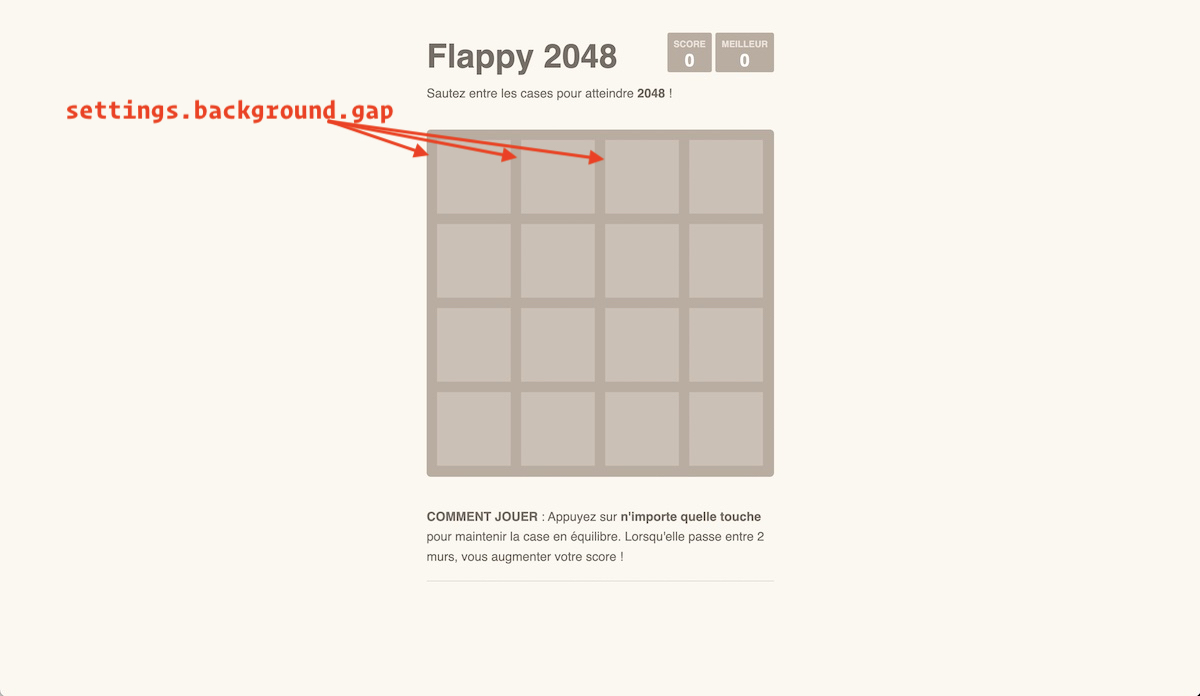 Flappy 2048
SCORE
0
MEILLEUR
0
Sautez entre les cases pour atteindre 2048 !
settings.background.gap
COMMENT JOUER : Appuyez sur n'importe quelle touche
pour maintenir la case en équilibre. Lorsqu'elle passe entre 2
murs, vous augmenter votre score !